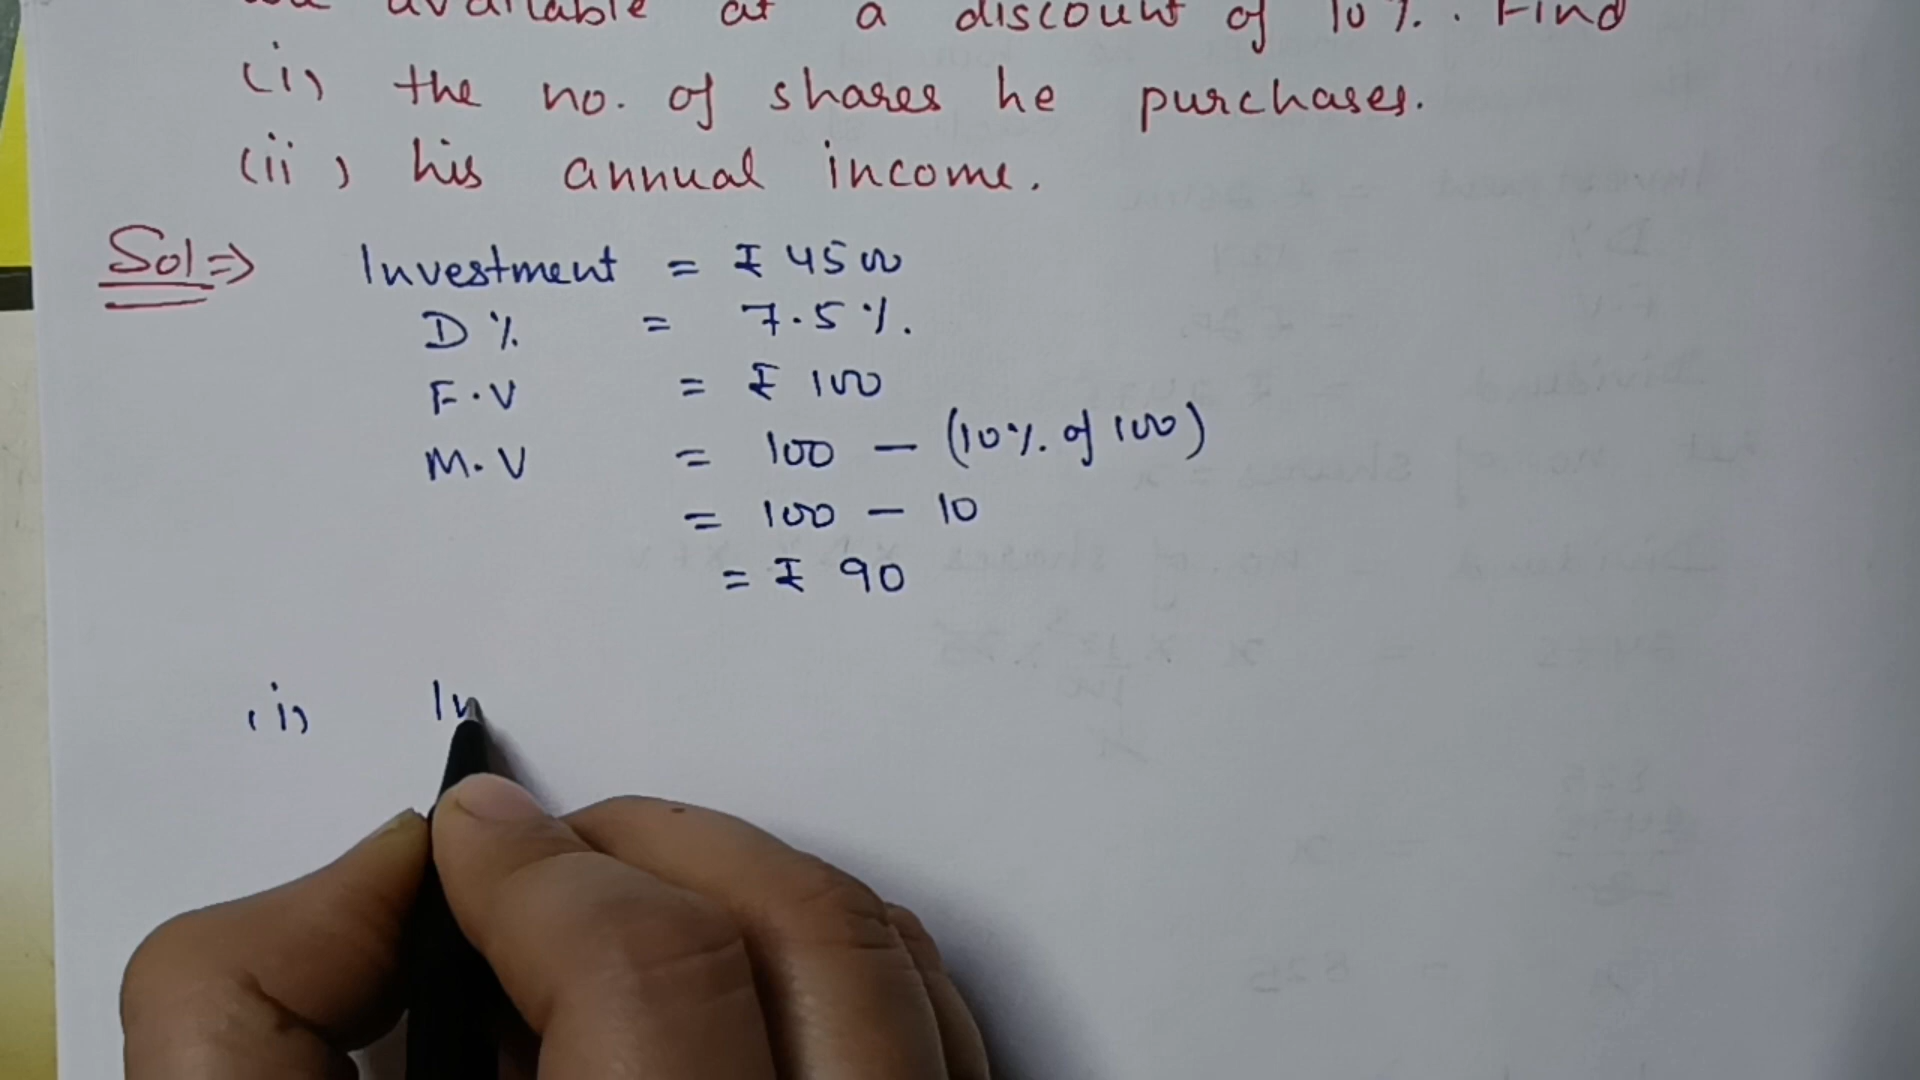 available at a discount of 10%. Find
(i) the no. of shares he purchases.
(ii) his annual income.
Sol⇒ Investment = ₹ 4500
D% = 7.5%.
F.V = ₹ 100
M.V = 100 − (10% of 100)
= 100 − 10
= ₹ 90
(i) In